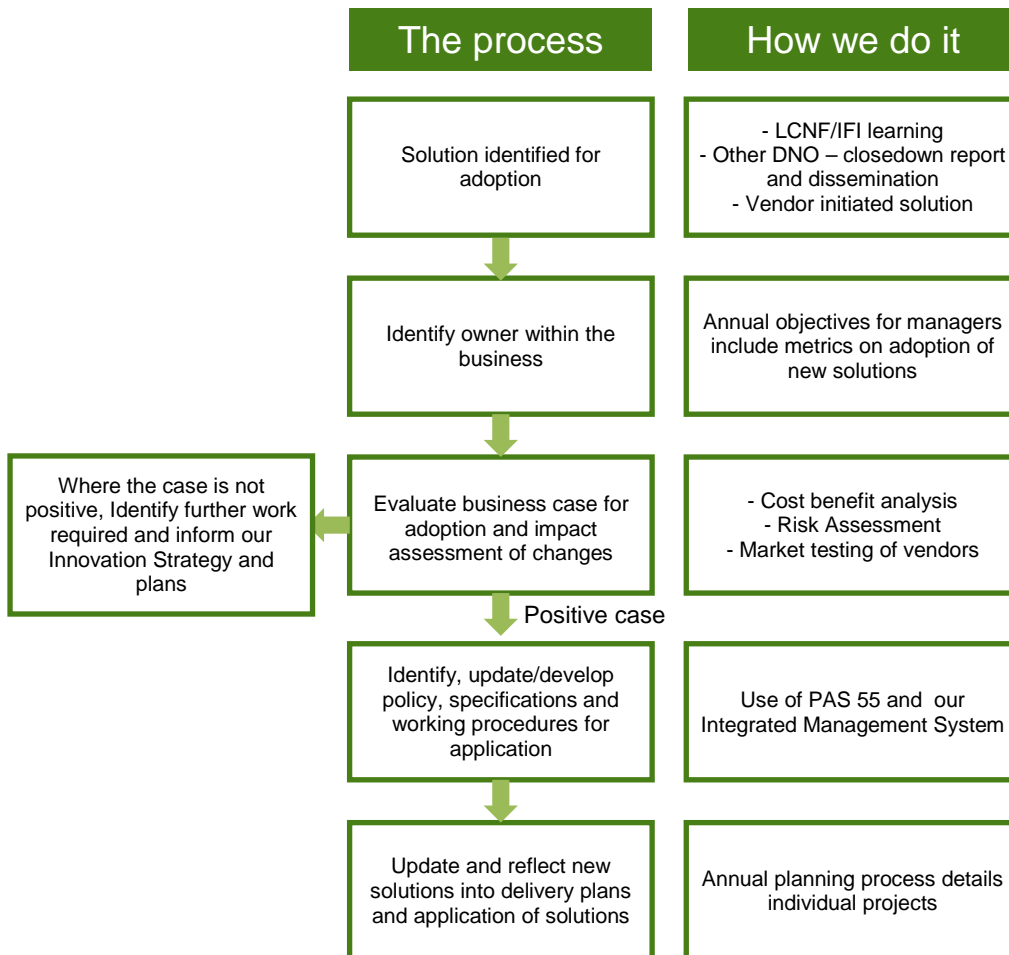 The process
How we do it
Solution identified for
adoption
- LCNF/IFI learning
- Other DNO – closedown report
and dissemination
- Vendor initiated solution
Identify owner within the
business
Annual objectives for managers
include metrics on adoption of
new solutions
Where the case is not
positive, Identify further work
required and inform our
Innovation Strategy and
plans
Evaluate business case for
adoption and impact
assessment of changes
- Cost benefit analysis
- Risk Assessment
- Market testing of vendors
Positive case
Identify, update/develop
policy, specifications and
working procedures for
application
Use of PAS 55 and our
Integrated Management System
Update and reflect new
solutions into delivery plans
and application of solutions
Annual planning process details
individual projects